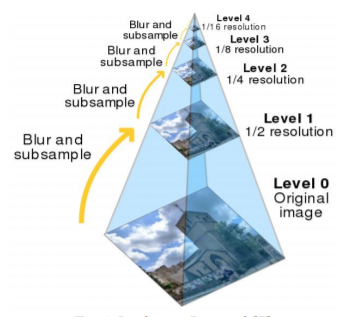 Blur and
subsample
Level 4
1/16 resolution
Blur and
subsample
Level 3
1/8 resolution
Blur and
subsample
Level 2
1/4 resolution
Blur and
subsample
Level 1
1/2 resolution
Level 0
Original
image